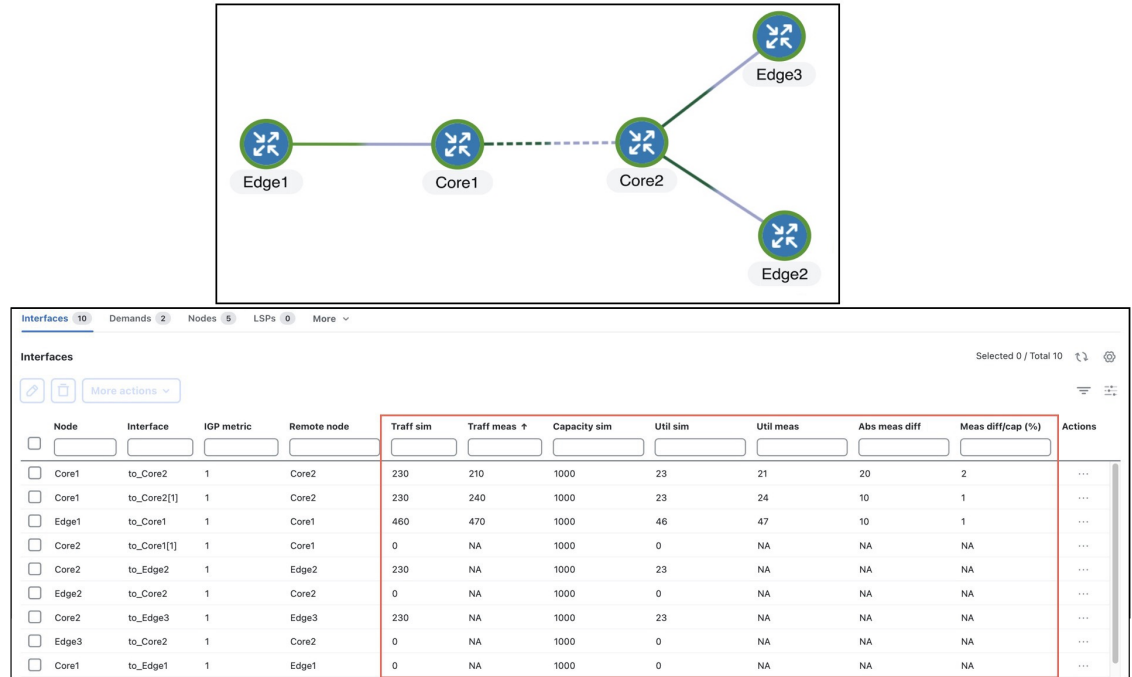 Edge3
Edge1
Core1
Core2
Edge2
Interfaces 10 Demands 2 Nodes 5 LSPs 0 More
Interfaces
Selected 0 / Total 10
More actions
Node Interface IGP metric Remote node Traff sim Traff meas ↑ Capacity sim Util sim Util meas Abs meas diff Meas diff/cap (%) Actions
Core1 to_Core2 1 Core2 230 210 1000 23 21 20 2 ...
Core1 to_Core2[1] 1 Core2 230 240 1000 23 24 10 1 ...
Edge1 to_Core1 1 Core1 460 470 1000 46 47 10 1 ...
Core2 to_Core1[1] 1 Core1 0 NA 1000 0 NA NA NA ...
Core2 to_Edge2 1 Edge2 230 NA 1000 23 NA NA NA ...
Edge2 to_Core2 1 Core2 0 NA 1000 0 NA NA NA ...
Core2 to_Edge3 1 Edge3 230 NA 1000 23 NA NA NA ...
Edge3 to_Core2 1 Core2 0 NA 1000 0 NA NA NA ...
Core1 to_Edge1 1 Edge1 0 NA 1000 0 NA NA NA ...